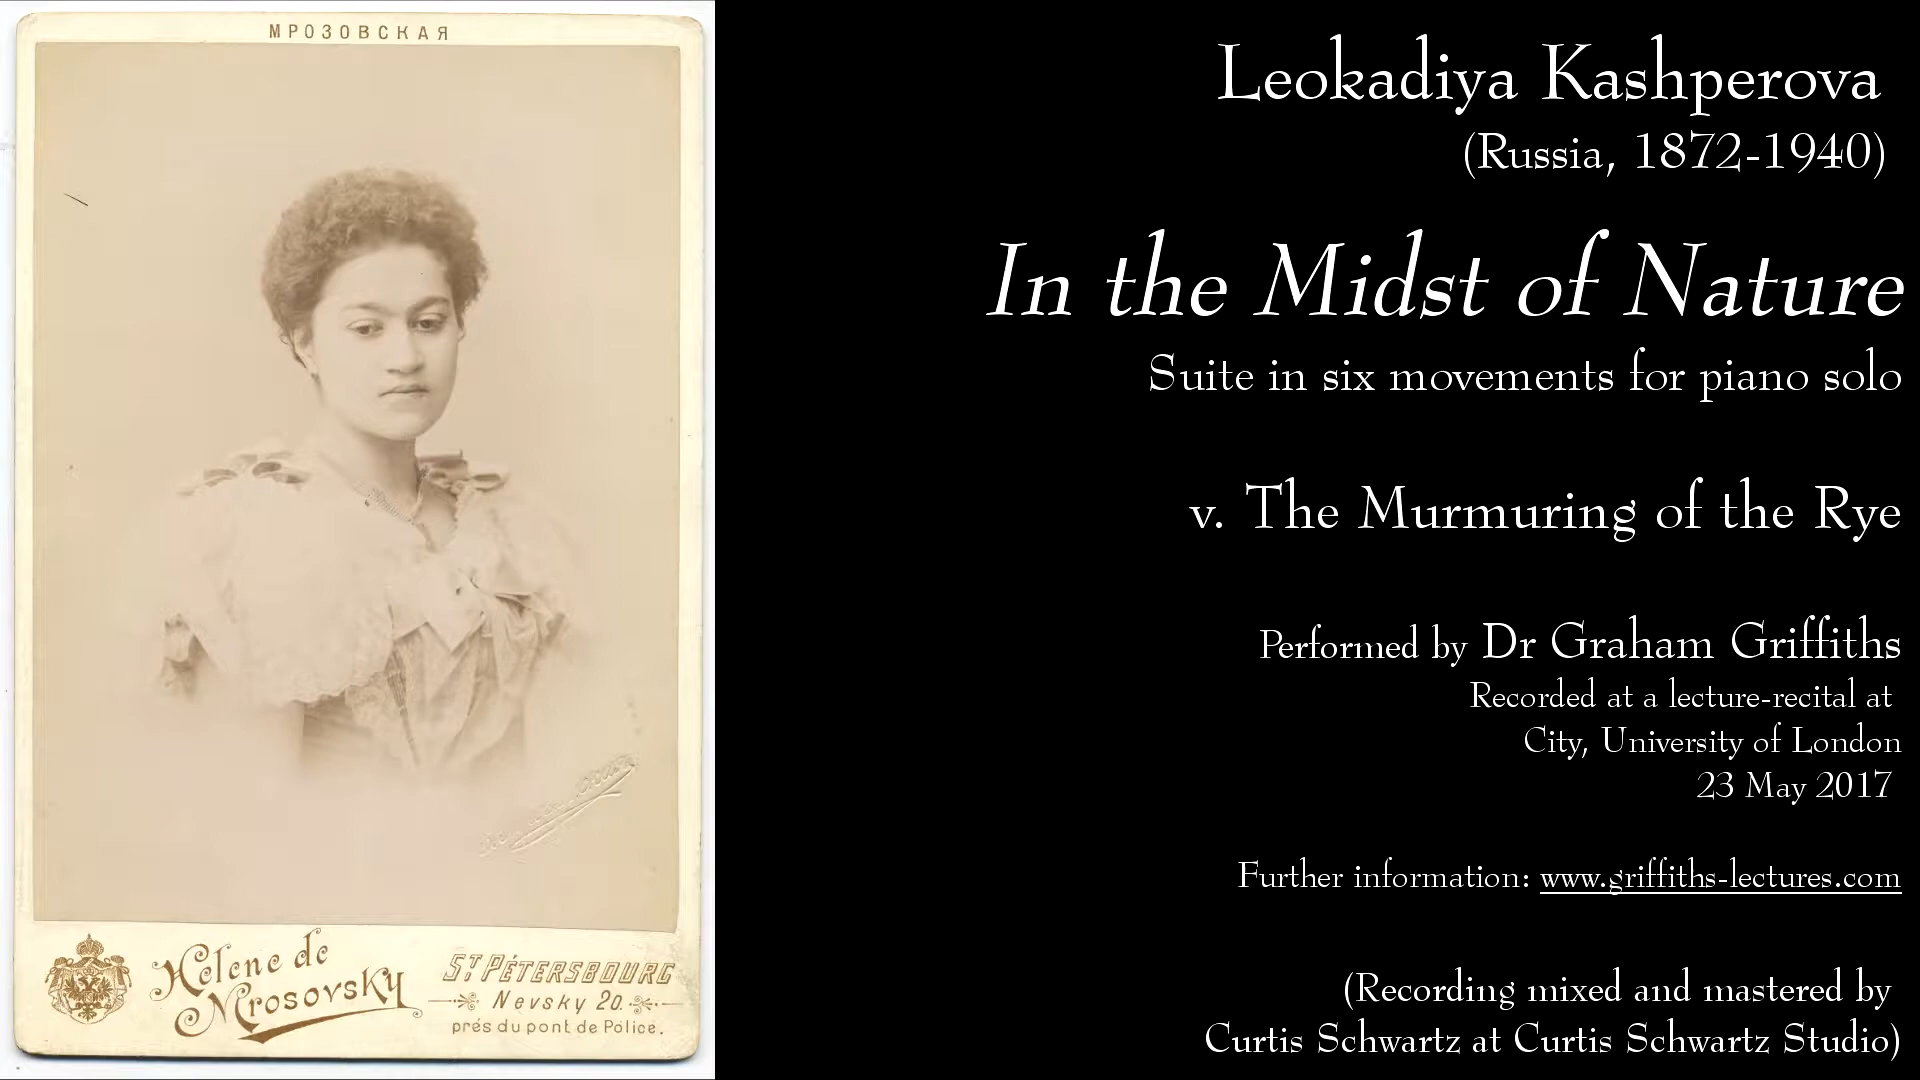 МРОЗОВСКАЯ
Helene de
Mrosovsky
ST PÉTERSBOURG
Nevsky 20.
prés du pont de Police.
Leokadiya Kashperova
(Russia, 1872-1940)
In the Midst of Nature
Suite in six movements for piano solo
v. The Murmuring of the Rye
Performed by Dr Graham Griffiths
Recorded at a lecture-recital at
City, University of London
23 May 2017
Further information: www.griffiths-lectures.com
(Recording mixed and mastered by
Curtis Schwartz at Curtis Schwartz Studio)